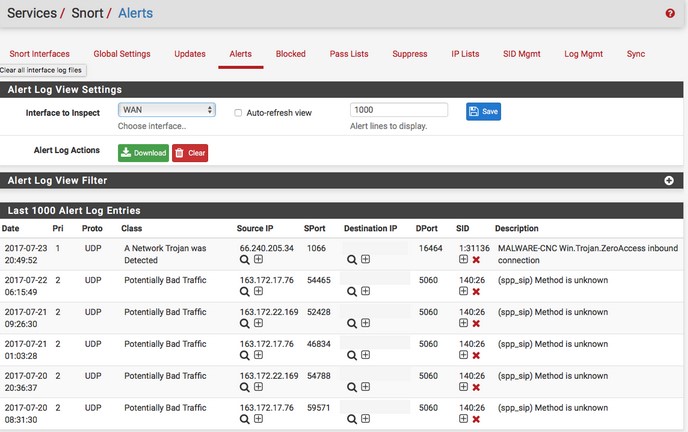 Services / Snort / Alerts
Snort Interfaces Global Settings Updates Alerts Blocked Pass Lists Suppress IP Lists SID Mgmt Log Mgmt Sync
Clear all interface log files
Alert Log View Settings
Interface to Inspect WAN Auto-refresh view 1000 Save
Choose interface.. Alert lines to display.
Alert Log Actions Download Clear
Alert Log View Filter
Last 1000 Alert Log Entries
Date Pri Proto Class Source IP SPort Destination IP DPort SID Description
2017-07-23 1 UDP A Network Trojan was 66.240.205.34 1066 16464 1:31136 MALWARE-CNC Win.Trojan.ZeroAccess inbound
20:49:52 Detected connection
2017-07-22 2 UDP Potentially Bad Traffic 163.172.17.76 54465 5060 140:26 (spp_sip) Method is unknown
06:15:49
2017-07-21 2 UDP Potentially Bad Traffic 163.172.22.169 52428 5060 140:26 (spp_sip) Method is unknown
09:26:30
2017-07-21 2 UDP Potentially Bad Traffic 163.172.17.76 46834 5060 140:26 (spp_sip) Method is unknown
01:03:28
2017-07-20 2 UDP Potentially Bad Traffic 163.172.22.169 54788 5060 140:26 (spp_sip) Method is unknown
20:36:37
2017-07-20 2 UDP Potentially Bad Traffic 163.172.17.76 59571 5060 140:26 (spp_sip) Method is unknown
08:31:30